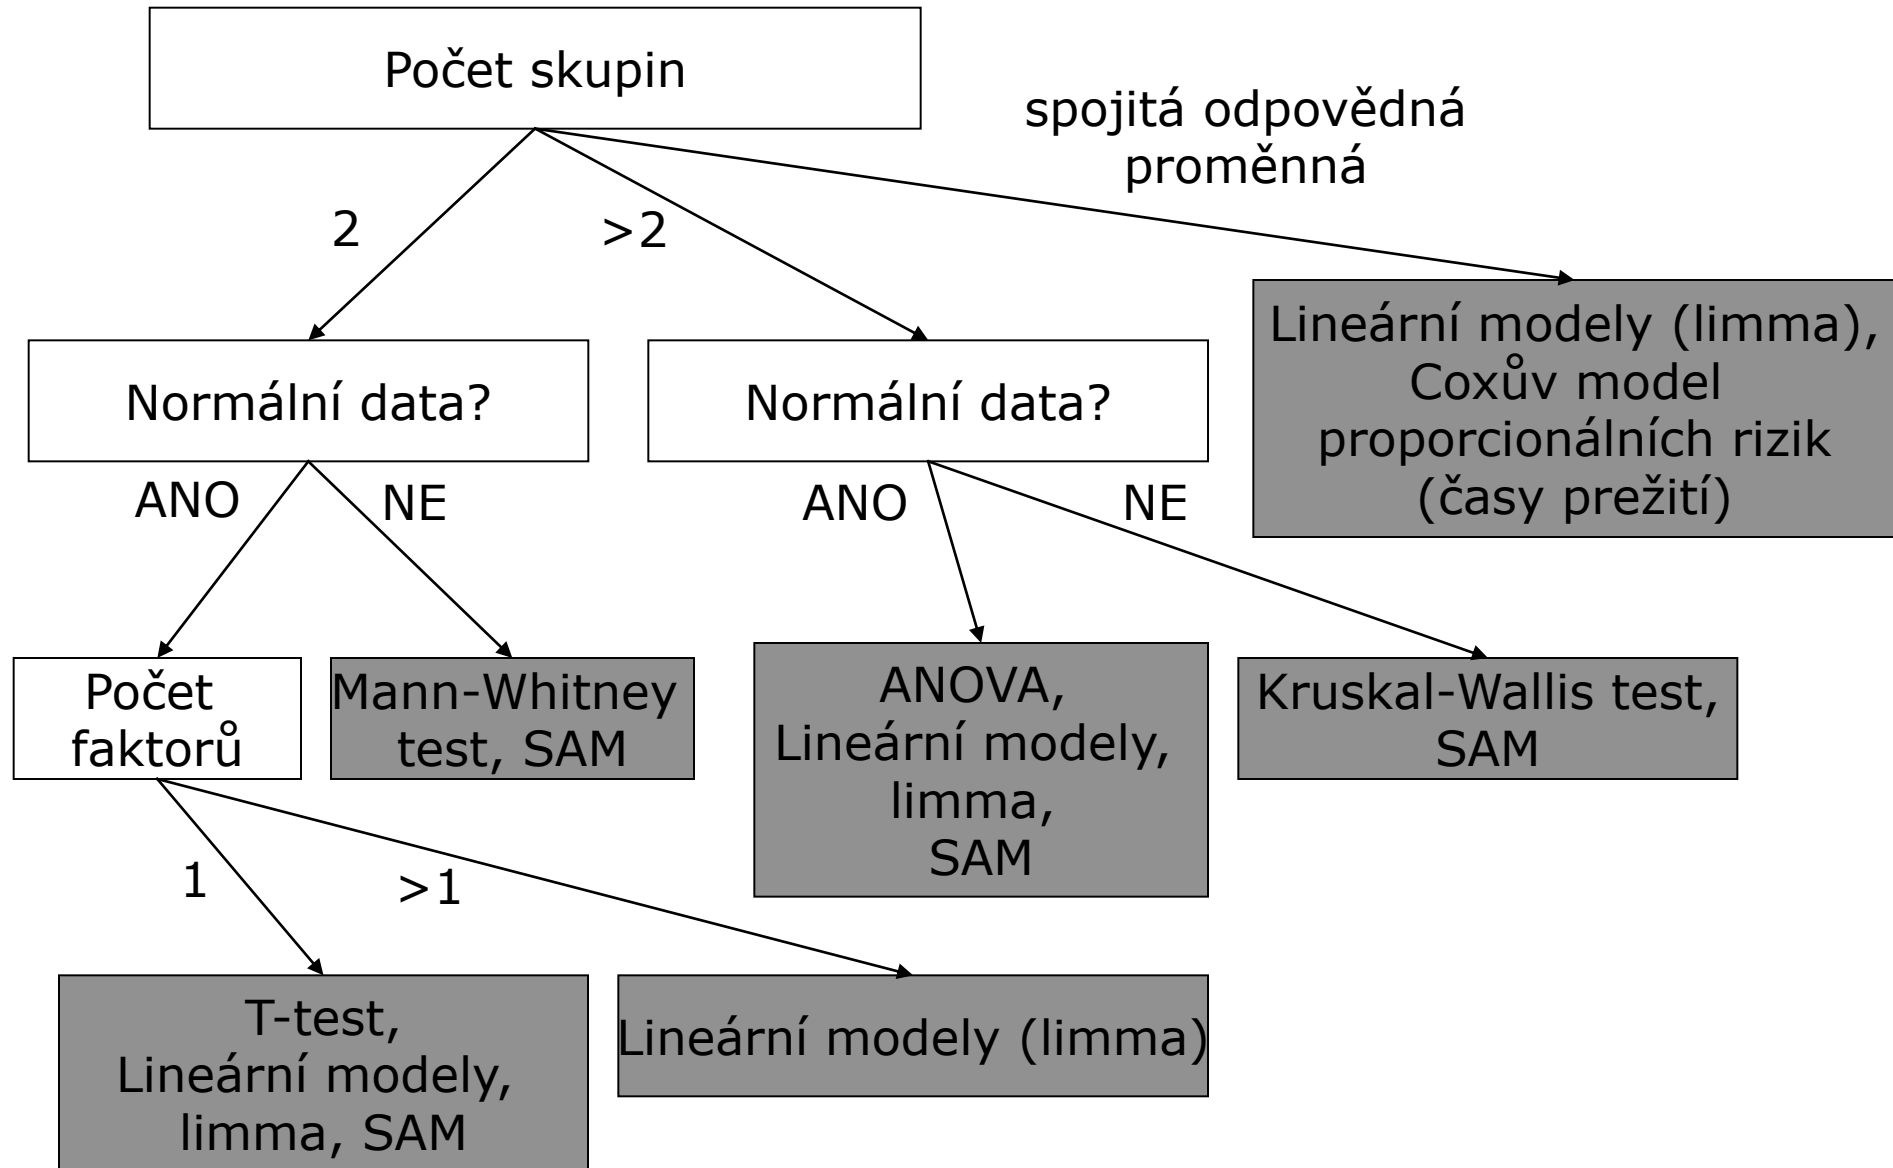 Počet skupin
spojitá odpovědná
proměnná
2
>2
Normální data?
Normální data?
Lineární modely (limma),
Coxův model
proporcionálních rizik
(časy prežití)
ANO
NE
ANO
NE
Počet
faktorů
Mann-Whitney
test, SAM
ANOVA,
Lineární modely,
limma,
SAM
Kruskal-Wallis test,
SAM
1
>1
T-test,
Lineární modely,
limma, SAM
Lineární modely (limma)